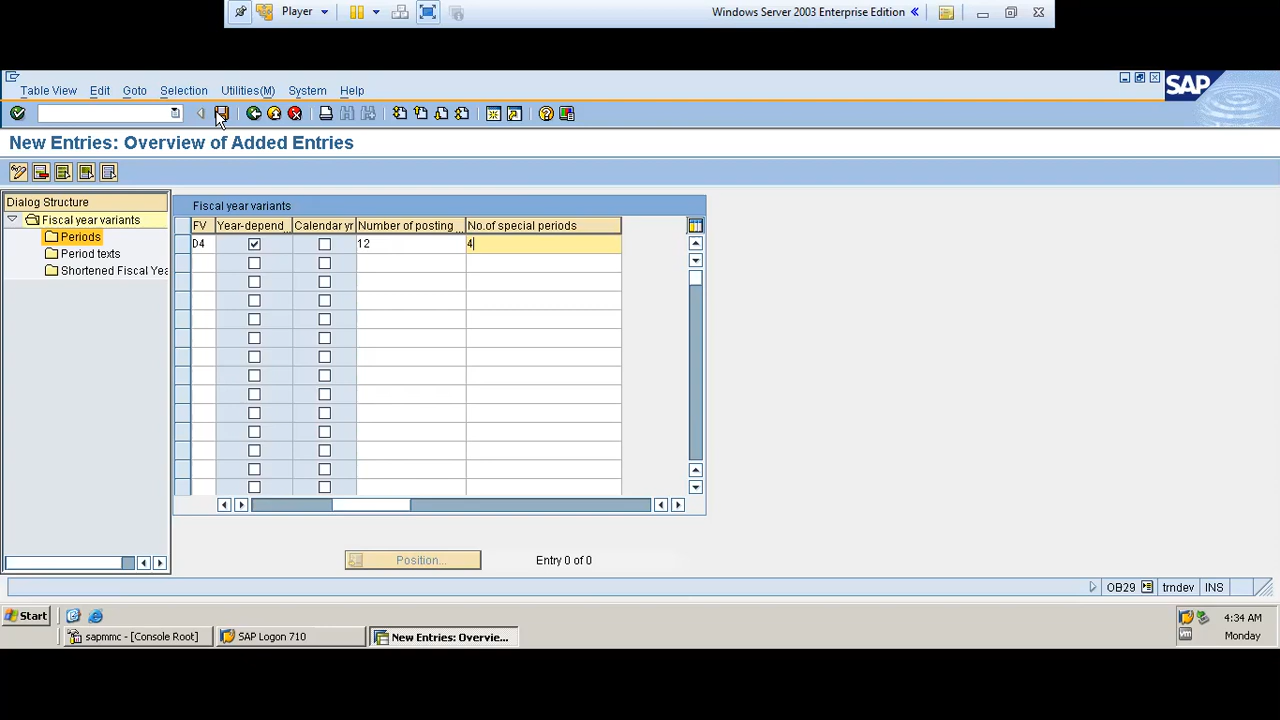 Player
Windows Server 2003 Enterprise Edition
Table View Edit Goto Selection Utilities(M) System Help
SAP
New Entries: Overview of Added Entries
Dialog Structure
Fiscal year variants
Periods
Period texts
Shortened Fiscal Yea
Fiscal year variants
FV Year-depend... Calendar yr Number of posting ... No.of special periods
D4 12 4
Position... Entry 0 of 0
OB29 trndev INS
Start 4:34 AM
sapmmc - [Console Root] SAP Logon 710 New Entries: Overvie... Monday